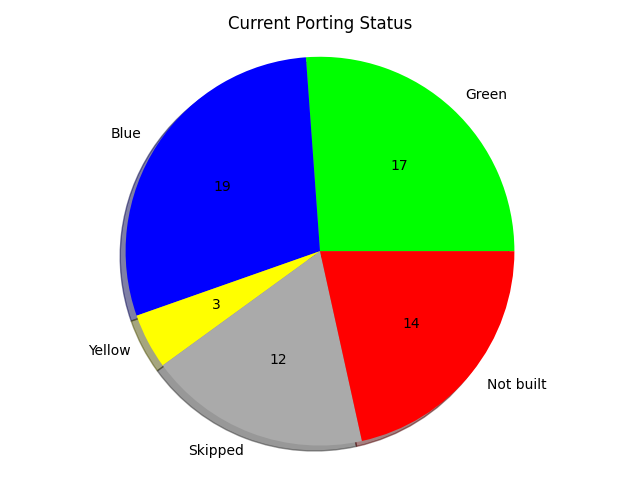 Current Porting Status
Green
17
Blue
19
Yellow
3
Skipped
12
Not built
14